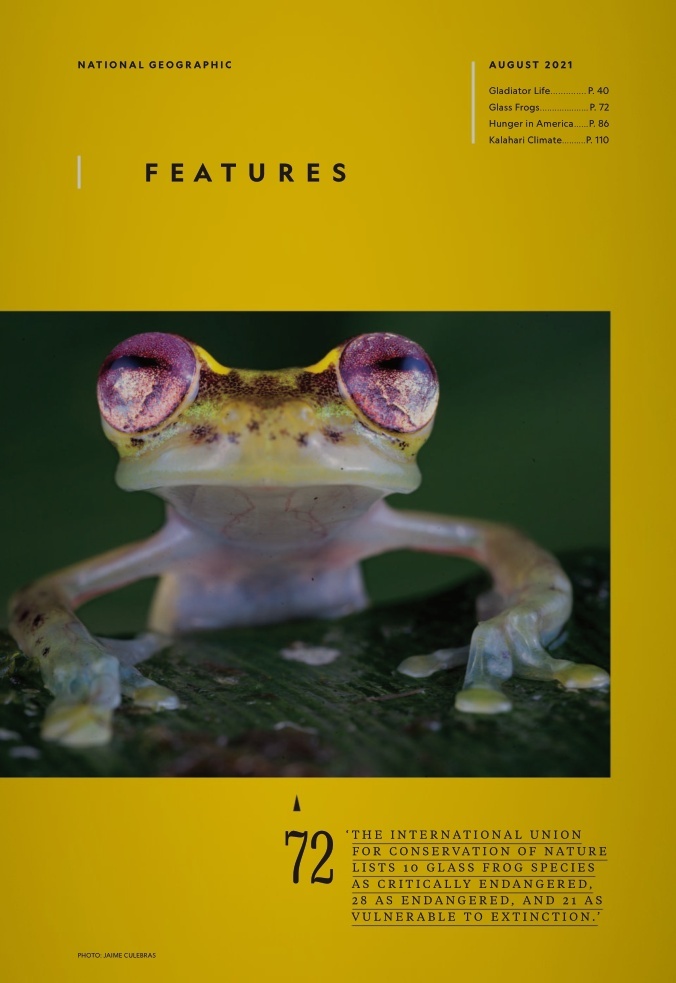 NATIONAL GEOGRAPHIC
AUGUST 2021
Gladiator Life..............P. 40
Glass Frogs...................P. 72
Hunger in America......P. 86
Kalahari Climate.........P. 110
FEATURES
72
‘THE INTERNATIONAL UNION
FOR CONSERVATION OF NATURE
LISTS 10 GLASS FROG SPECIES
AS CRITICALLY ENDANGERED,
28 AS ENDANGERED, AND 21 AS
VULNERABLE TO EXTINCTION.’
PHOTO: JAIME CULEBRAS